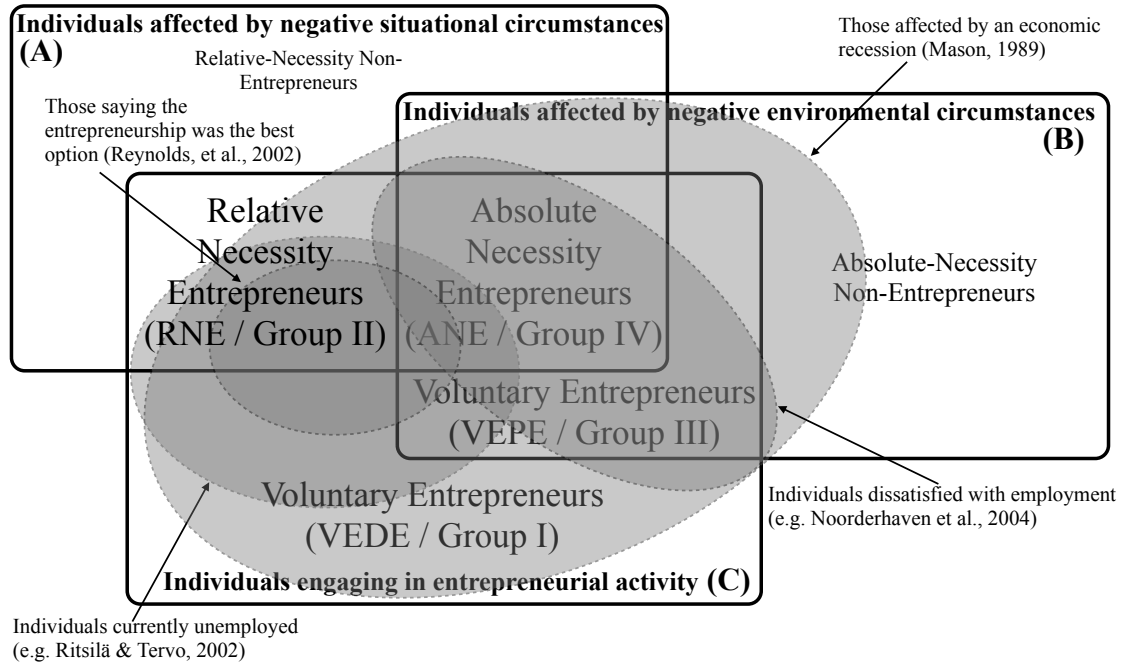 Individuals affected by negative situational circumstances
(A)
Relative-Necessity Non-
Entrepreneurs
Those affected by an economic
recession (Mason, 1989)
Those saying the
entrepreneurship was the best
option (Reynolds, et al., 2002)
Individuals affected by negative environmental circumstances
(B)
Relative
Necessity
Entrepreneurs
(RNE / Group II)
Absolute
Necessity
Entrepreneurs
(ANE / Group IV)
Absolute-Necessity
Non-Entrepreneurs
Voluntary Entrepreneurs
(VEPE / Group III)
Voluntary Entrepreneurs
(VEDE / Group I)
Individuals dissatisfied with employment
(e.g. Noorderhaven et al., 2004)
Individuals engaging in entrepreneurial activity (C)
Individuals currently unemployed
(e.g. Ritsilä & Tervo, 2002)